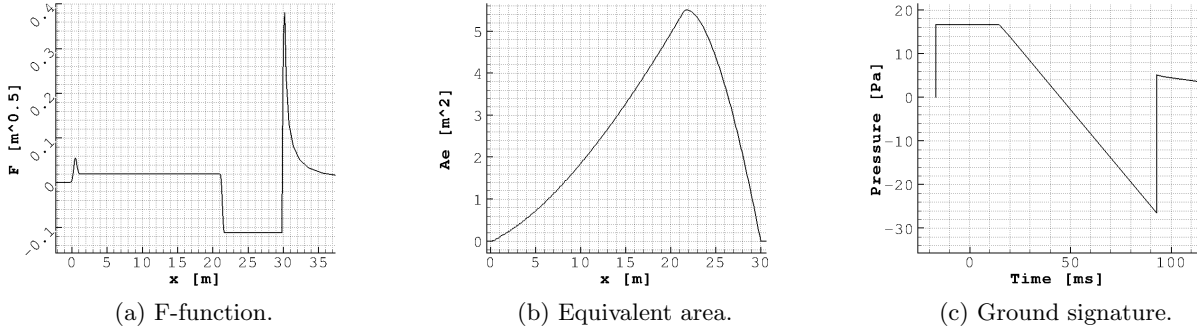 0.4
0.3
0.2
0.1
0
-0.1
F [m^0.5]
0 5 10 15 20 25 30 35
x [m]
(a) F-function.
5
4
3
2
1
0
Ae [m^2]
0 5 10 15 20 25 30
x [m]
(b) Equivalent area.
20
10
0
-10
-20
-30
Pressure [Pa]
0 50 100
Time [ms]
(c) Ground signature.